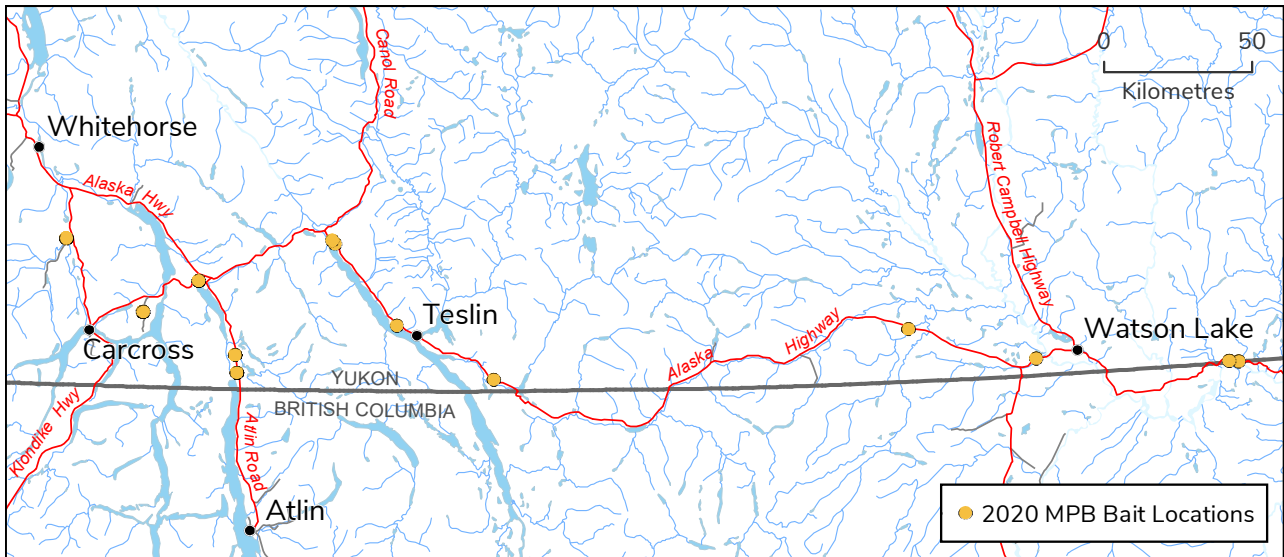 Canol Road
0 50
Kilometres
Whitehorse
Alaska Hwy
Robert Campbell Highway
Teslin
Watson Lake
Carcross
Alaska Highway
YUKON
BRITISH COLUMBIA
Klondike Hwy
Atlin Road
Atlin
2020 MPB Bait Locations